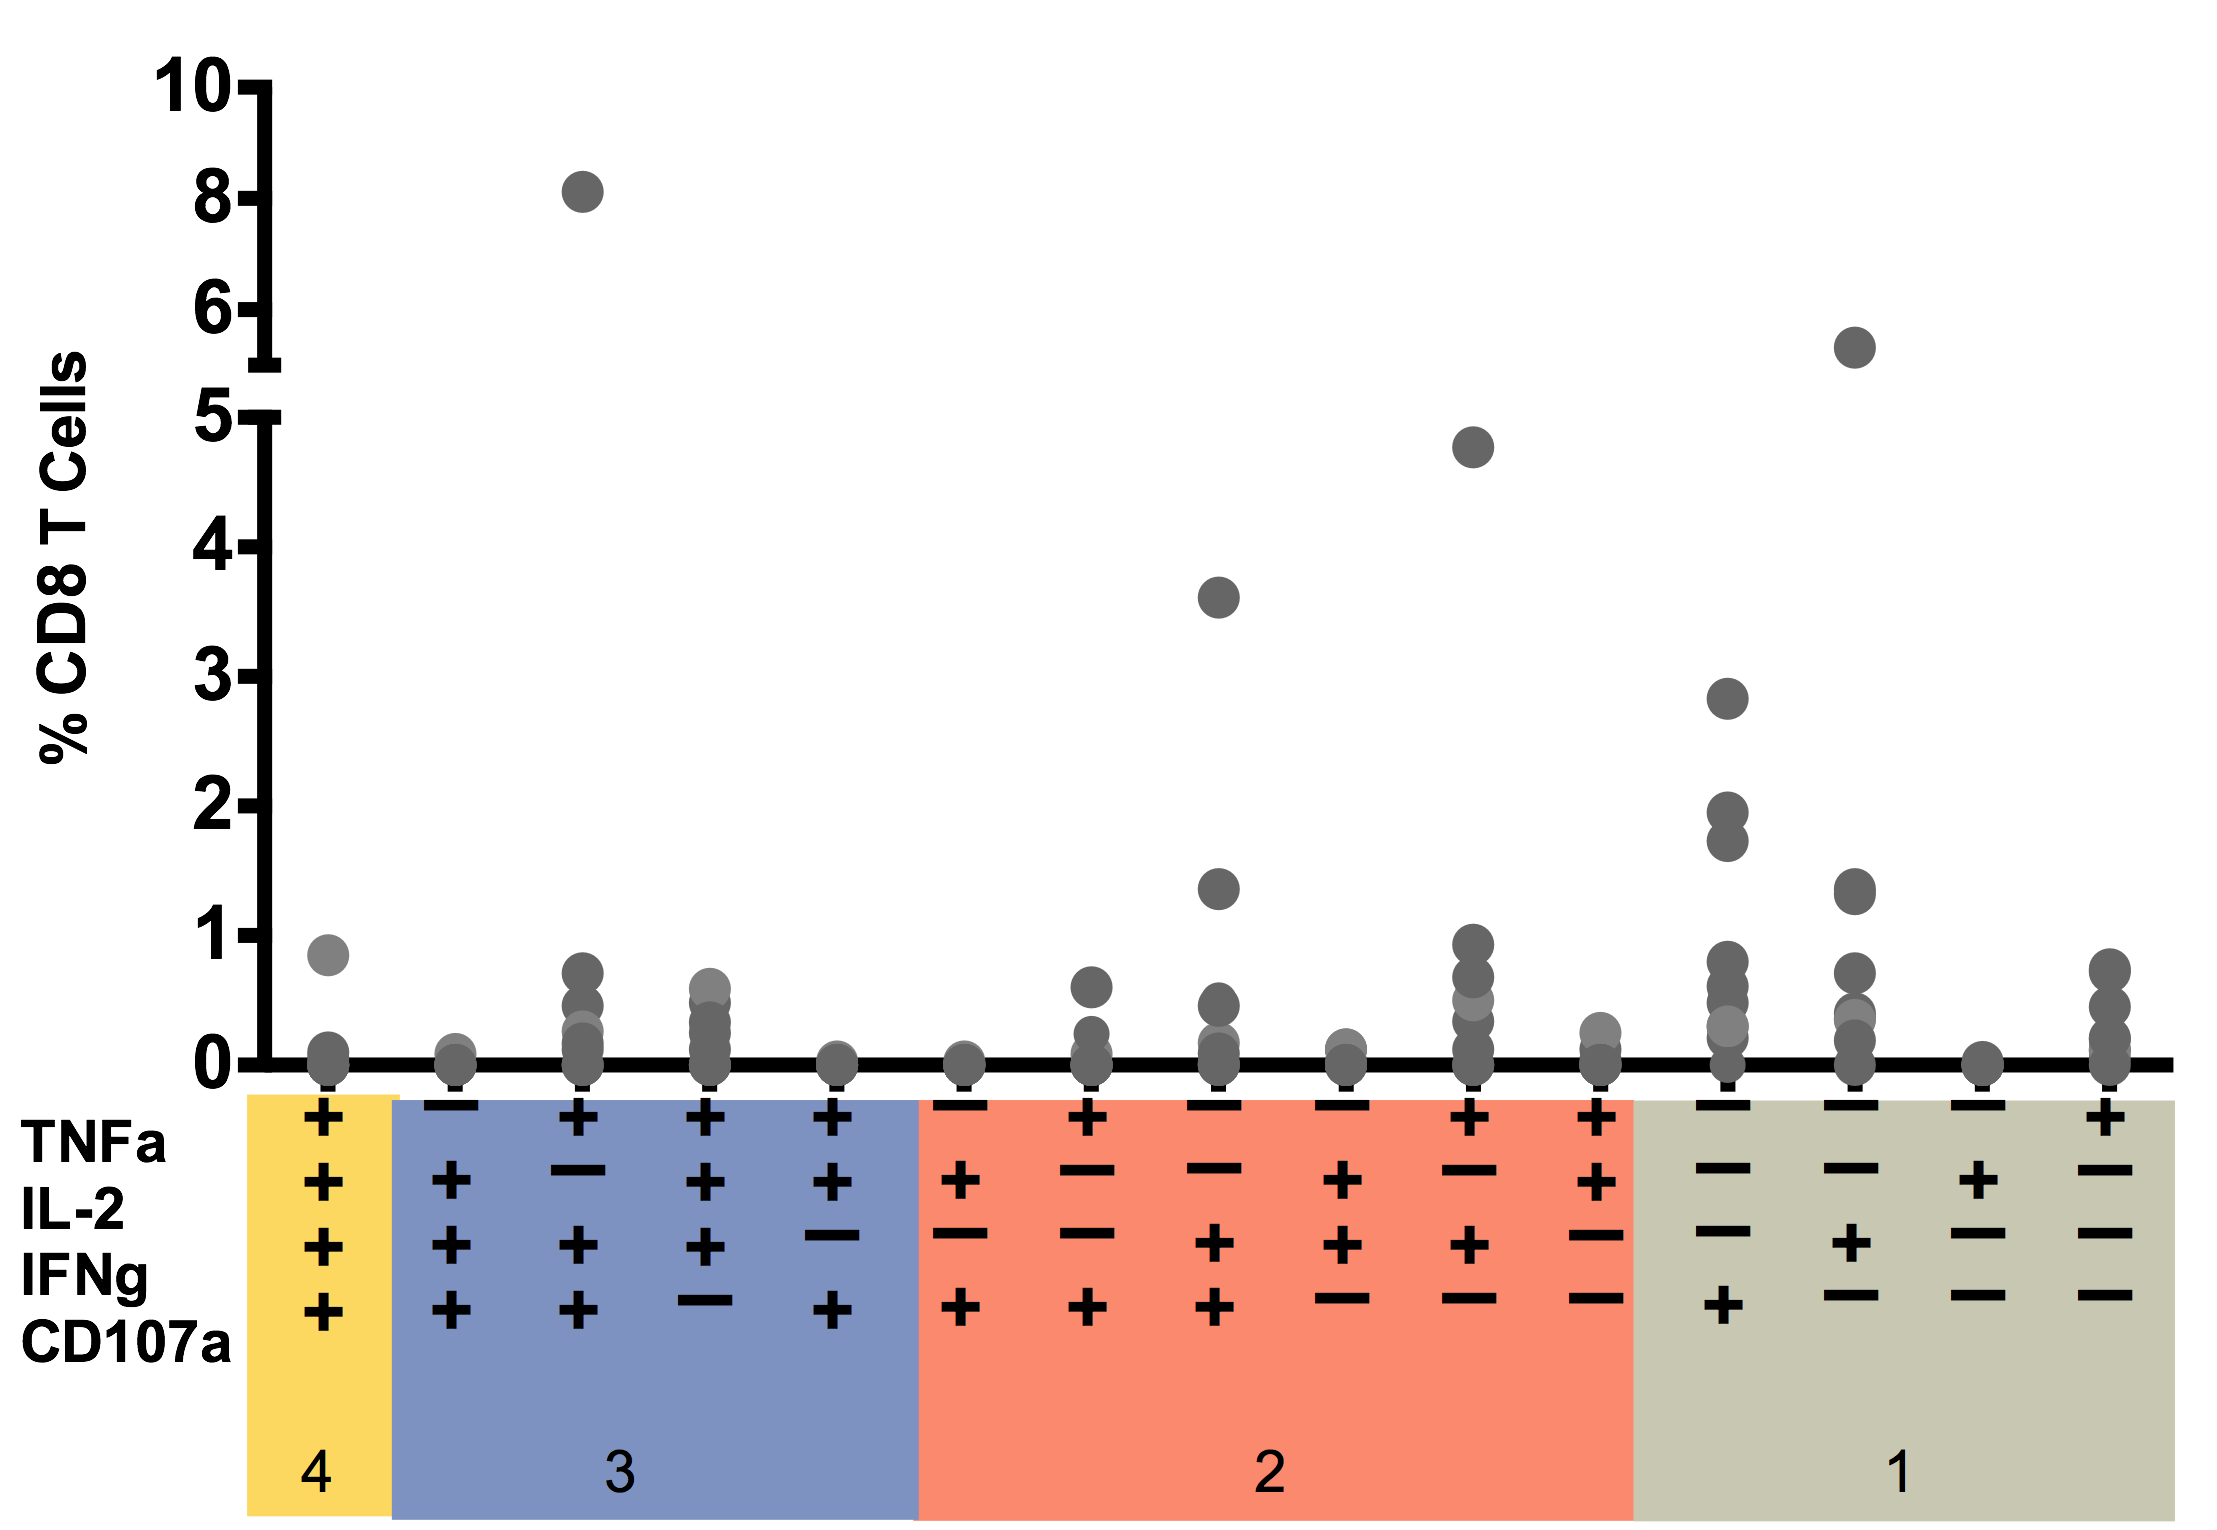 10
8
6
5
4
3
2
1
0
% CD8 T Cells
TNFa + − + + + − + − − + + − − − +
IL-2 + + − + + + − − + − + − − + −
IFNg + + + + − − − + + + − − + − −
CD107a + + + − + + + + − − − + − − −
4 3 2 1